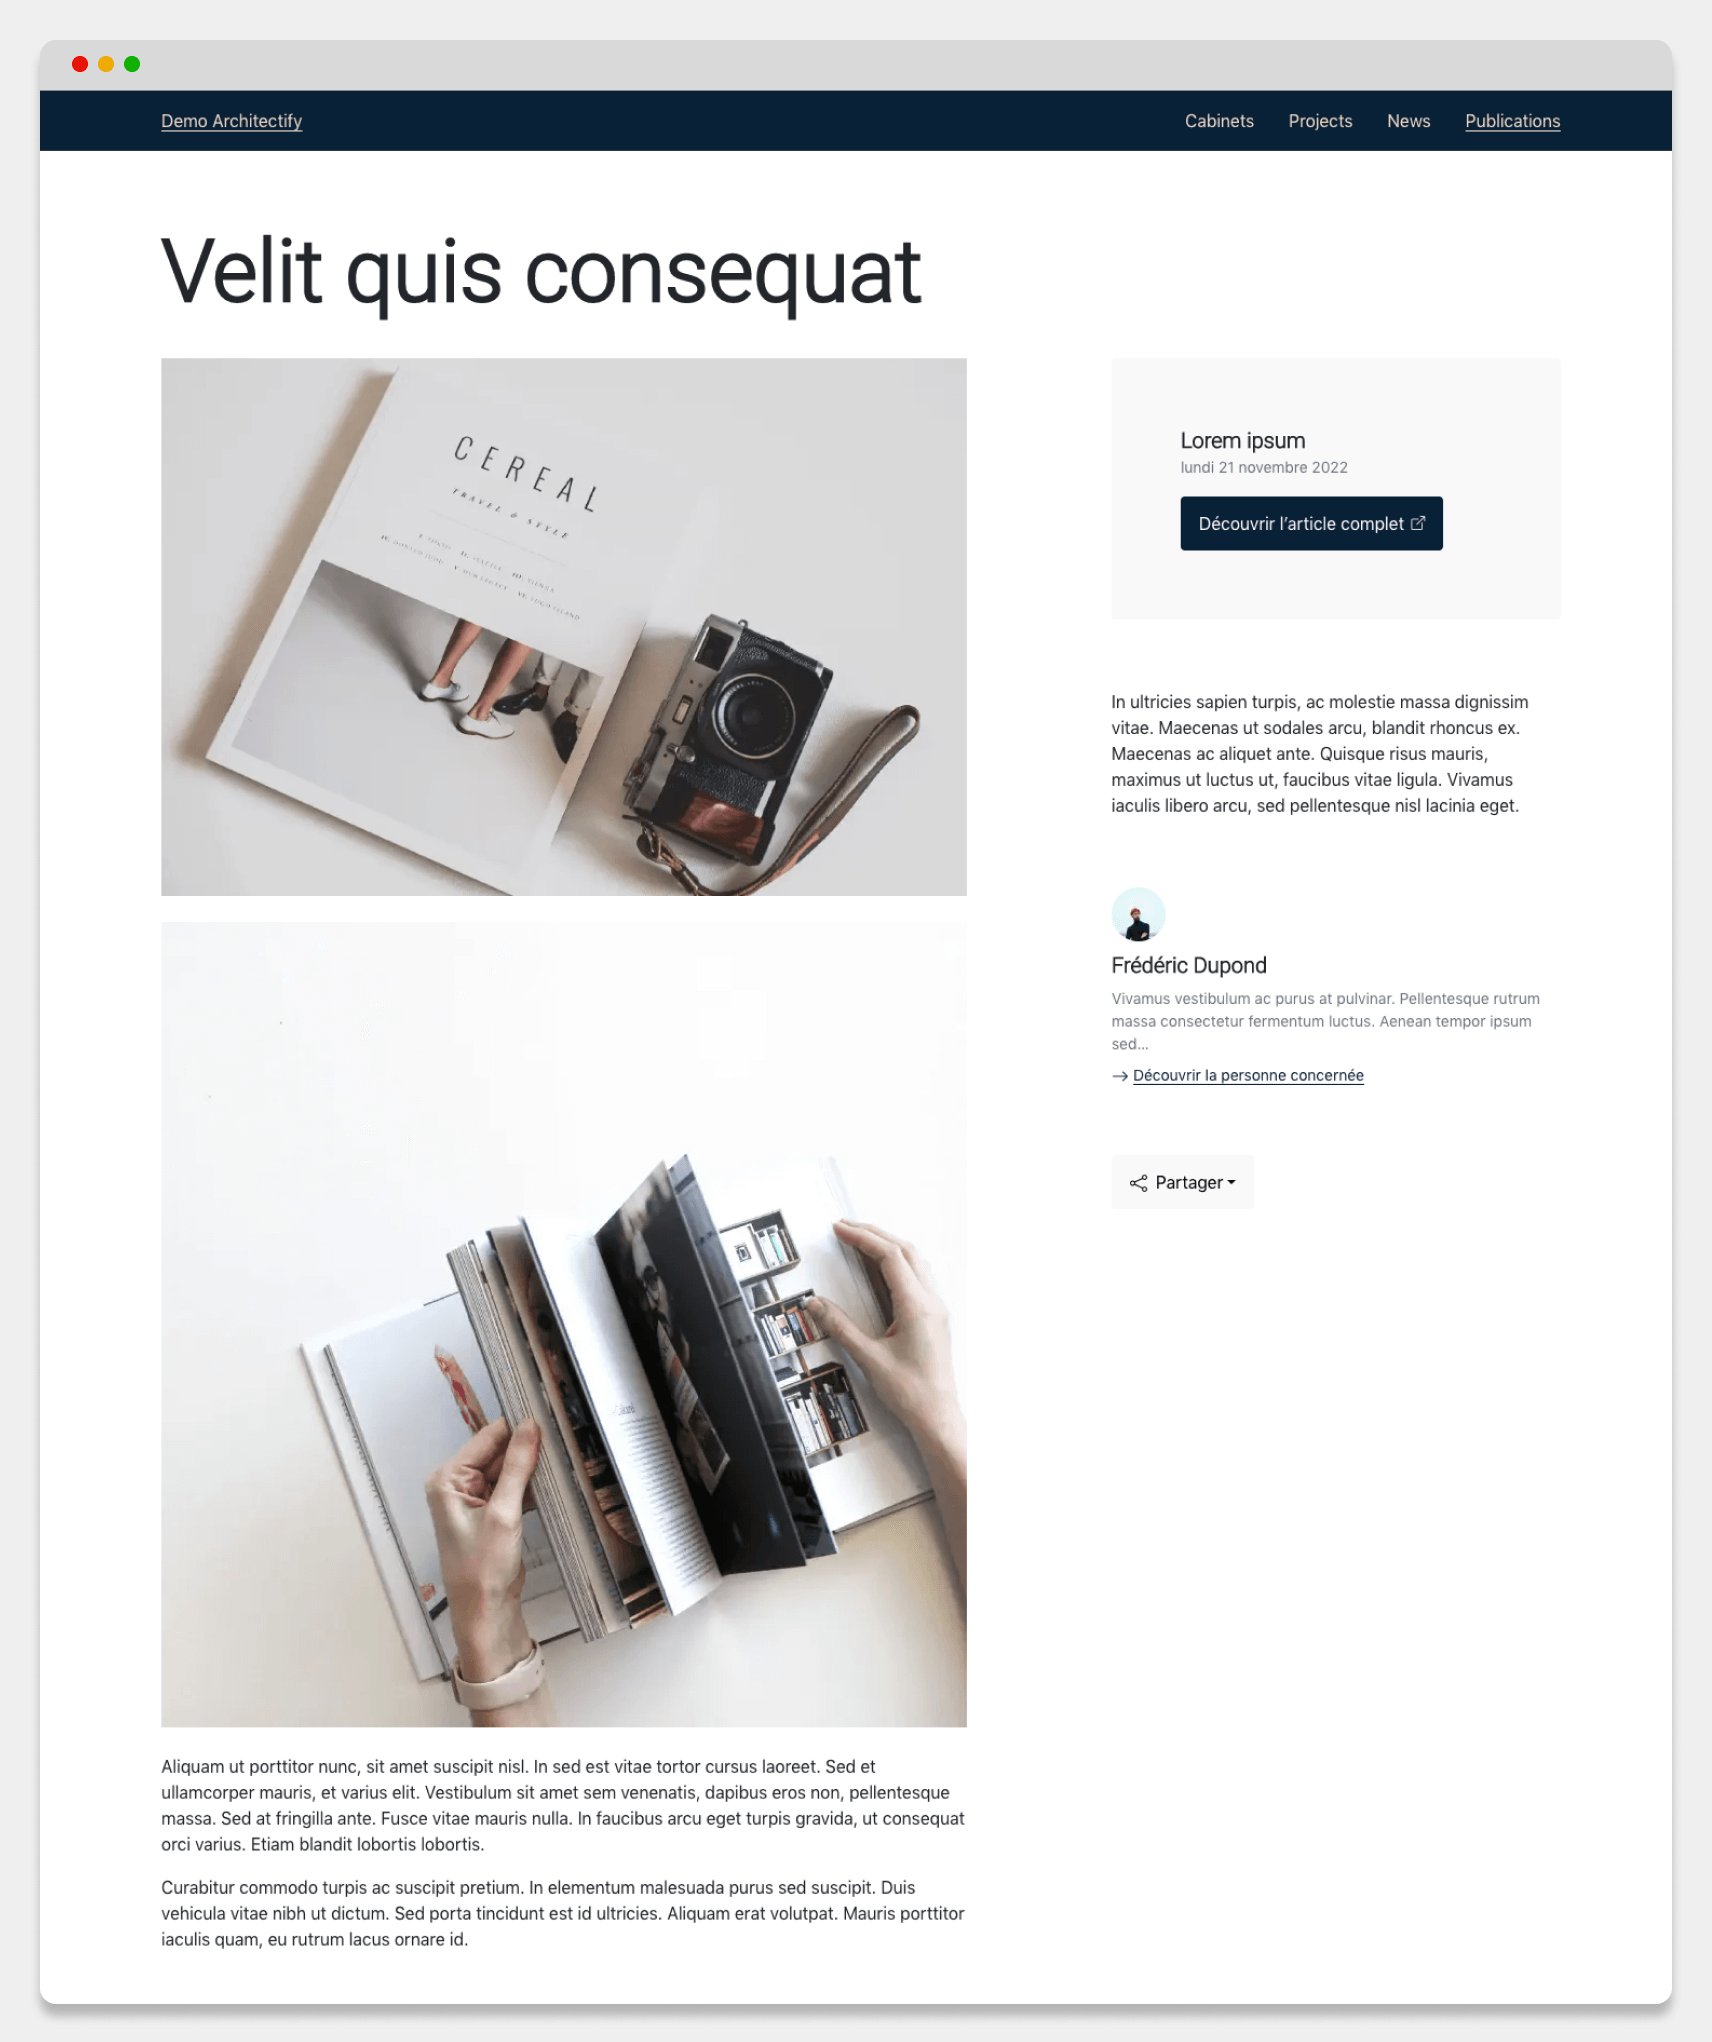 Demo Architectify
Cabinets
Projects
News
Publications
Velit quis consequat
CEREAL
TRAVEL & STYLE
Lorem ipsum
lundi 21 novembre 2022
Découvrir l’article complet
In ultricies sapien turpis, ac molestie massa dignissim
vitae. Maecenas ut sodales arcu, blandit rhoncus ex.
Maecenas ac aliquet ante. Quisque risus mauris,
maximus ut luctus ut, faucibus vitae ligula. Vivamus
iaculis libero arcu, sed pellentesque nisl lacinia eget.
Frédéric Dupond
Vivamus vestibulum ac purus at pulvinar. Pellentesque rutrum
massa consectetur fermentum luctus. Aenean tempor ipsum
sed...
Découvrir la personne concernée
Partager
Aliquam ut porttitor nunc, sit amet suscipit nisl. In sed est vitae tortor cursus laoreet. Sed et
ullamcorper mauris, et varius elit. Vestibulum sit amet sem venenatis, dapibus eros non, pellentesque
massa. Sed at fringilla ante. Fusce vitae mauris nulla. In faucibus arcu eget turpis gravida, ut consequat
orci varius. Etiam blandit lobortis lobortis.
Curabitur commodo turpis ac suscipit pretium. In elementum malesuada purus sed suscipit. Duis
vehicula vitae nibh ut dictum. Sed porta tincidunt est id ultricies. Aliquam erat volutpat. Mauris porttitor
iaculis quam, eu rutrum lacus ornare id.